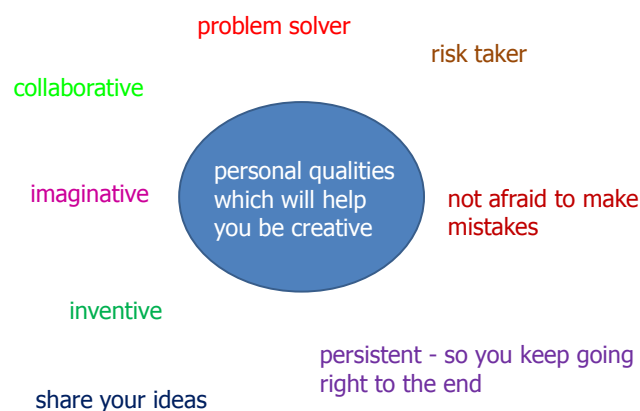 problem solver
risk taker
collaborative
personal qualities
which will help
you be creative
imaginative
not afraid to make
mistakes
inventive
persistent - so you keep going
right to the end
share your ideas